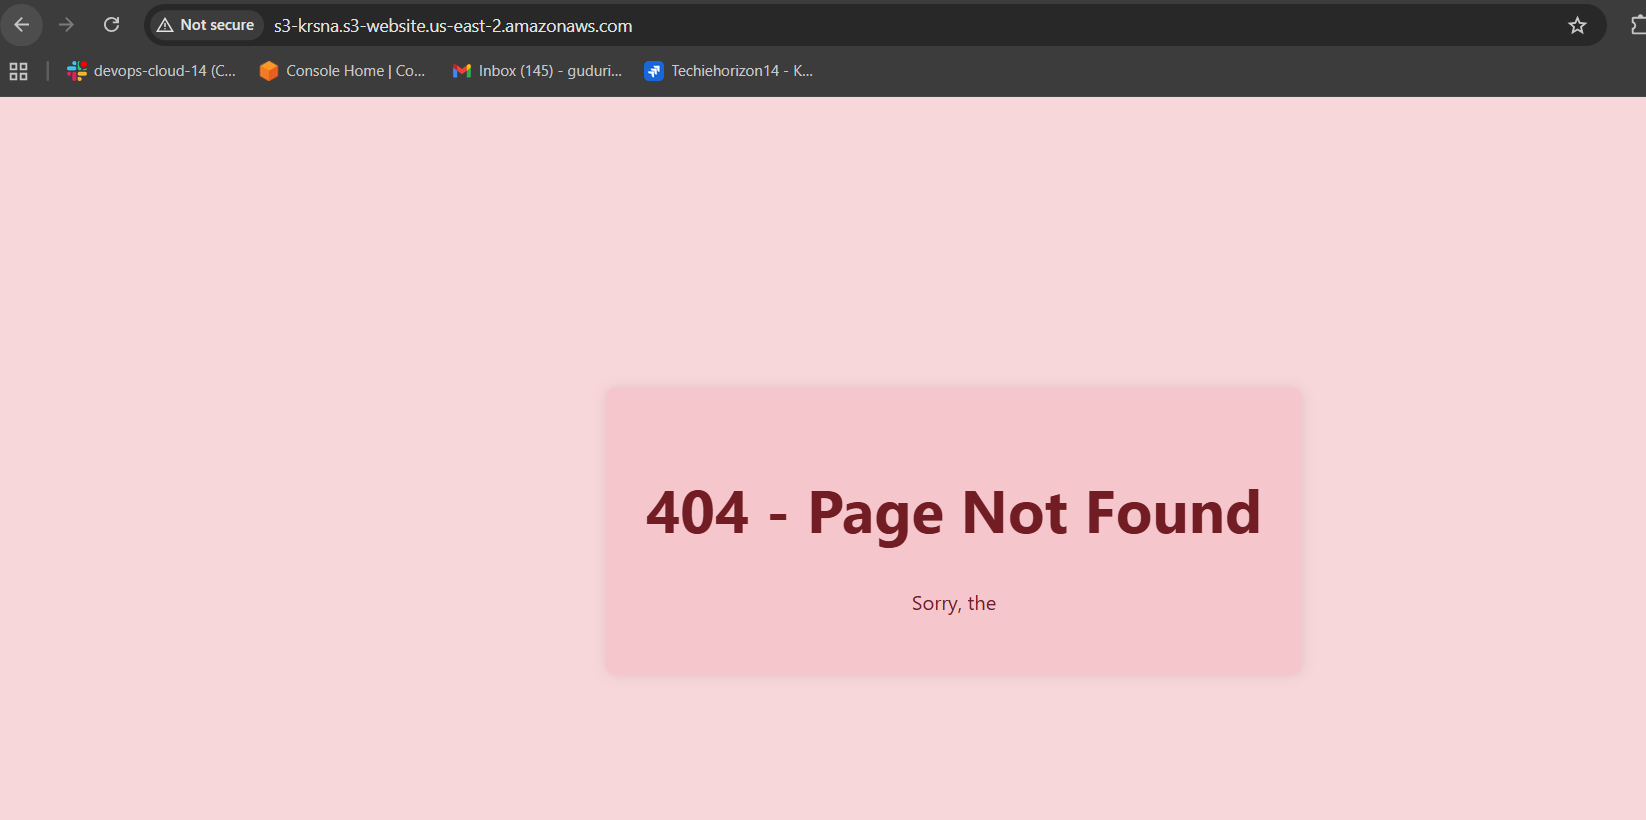 Not secure s3-krsna.s3-website.us-east-2.amazonaws.com
devops-cloud-14 (C... Console Home | Co... Inbox (145) - guduri... Techiehorizon14 - K...
404 - Page Not Found
Sorry, the